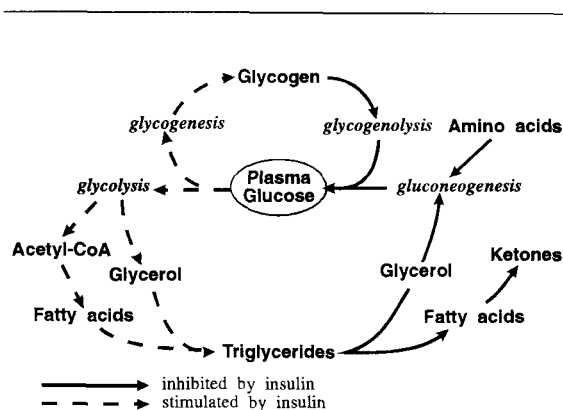 Glycogen
glycogenesis
glycogenolysis
Amino acids
Plasma
Glucose
glycolysis
gluconeogenesis
Acetyl-CoA
Glycerol
Glycerol
Ketones
Fatty acids
Fatty acids
Triglycerides
inhibited by insulin
stimulated by insulin